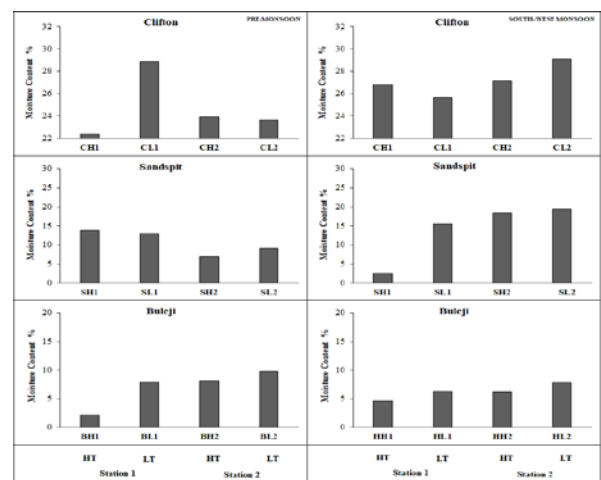 Clifton PRE-MONSOON
Moisture Content %
32
30
28
26
24
22
CH1 CL1 CH2 CL2
Clifton SOUTH/WEST MONSOON
Moisture Content %
32
30
28
26
24
22
CH1 CL1 CH2 CL2
Sandspit
Moisture Content %
30
25
20
15
10
5
0
SH1 SL1 SH2 SL2
Sandspit
Moisture Content %
30
25
20
15
10
5
0
SH1 SL1 SH2 SL2
Buleji
Moisture Content %
20
15
10
5
0
BH1 BL1 BH2 BL2
Buleji
Moisture Content %
20
15
10
5
0
HH1 HL1 HH2 HL2
HT LT HT LT
Station 1 Station 2
HT LT HT LT
Station 1 Station 2